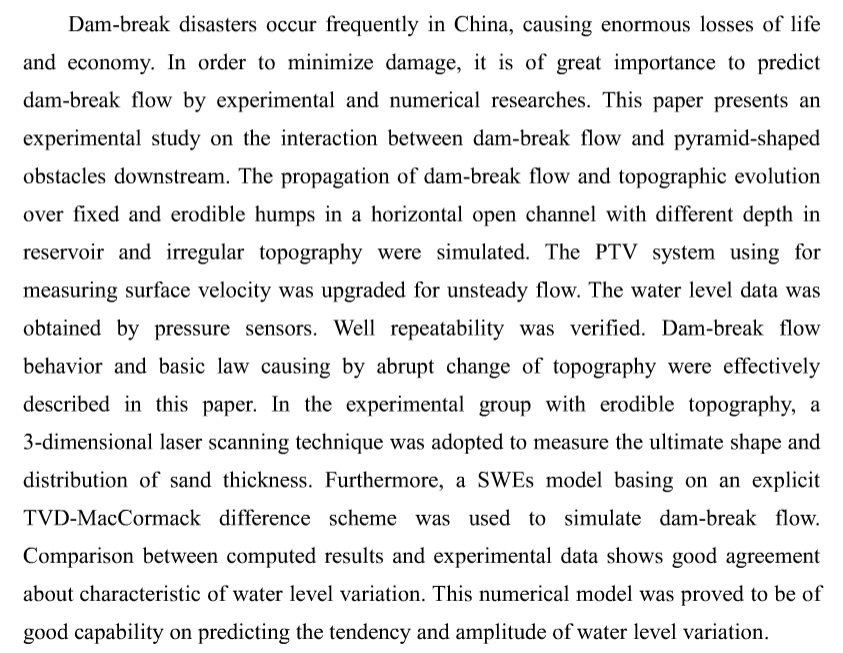 Dam-break disasters occur frequently in China, causing enormous losses of life
and economy. In order to minimize damage, it is of great importance to predict
dam-break flow by experimental and numerical researches. This paper presents an
experimental study on the interaction between dam-break flow and pyramid-shaped
obstacles downstream. The propagation of dam-break flow and topographic evolution
over fixed and erodible humps in a horizontal open channel with different depth in
reservoir and irregular topography were simulated. The PTV system using for
measuring surface velocity was upgraded for unsteady flow. The water level data was
obtained by pressure sensors. Well repeatability was verified. Dam-break flow
behavior and basic law causing by abrupt change of topography were effectively
described in this paper. In the experimental group with erodible topography, a
3-dimensional laser scanning technique was adopted to measure the ultimate shape and
distribution of sand thickness. Furthermore, a SWEs model basing on an explicit
TVD-MacCormack difference scheme was used to simulate dam-break flow.
Comparison between computed results and experimental data shows good agreement
about characteristic of water level variation. This numerical model was proved to be of
good capability on predicting the tendency and amplitude of water level variation.